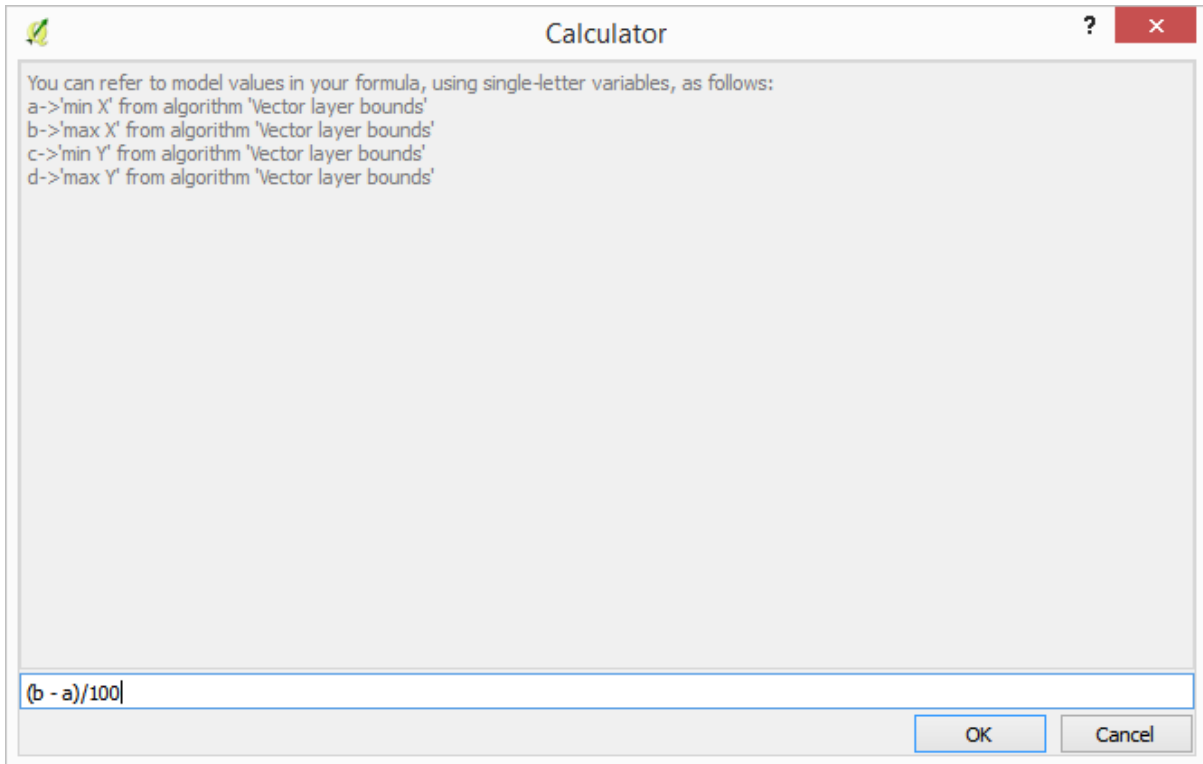 Calculator
?
You can refer to model values in your formula, using single-letter variables, as follows:
a->'min X' from algorithm 'Vector layer bounds'
b->'max X' from algorithm 'Vector layer bounds'
c->'min Y' from algorithm 'Vector layer bounds'
d->'max Y' from algorithm 'Vector layer bounds'
(b - a)/100
OK
Cancel